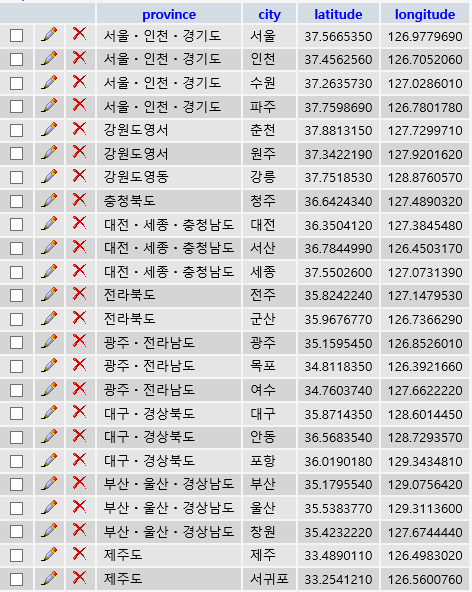 province city latitude longitude
서울・인천・경기도 서울 37.5665350 126.9779690
서울・인천・경기도 인천 37.4562560 126.7052060
서울・인천・경기도 수원 37.2635730 127.0286010
서울・인천・경기도 파주 37.7598690 126.7801780
강원도영서 춘천 37.8813150 127.7299710
강원도영서 원주 37.3422190 127.9201620
강원도영동 강릉 37.7518530 128.8760570
충청북도 청주 36.6424340 127.4890320
대전・세종・충청남도 대전 36.3504120 127.3845480
대전・세종・충청남도 서산 36.7844990 126.4503170
대전・세종・충청남도 세종 37.5502600 127.0731390
전라북도 전주 35.8242240 127.1479530
전라북도 군산 35.9676770 126.7366290
광주・전라남도 광주 35.1595450 126.8526010
광주・전라남도 목포 34.8118350 126.3921660
광주・전라남도 여수 34.7603740 127.6622220
대구・경상북도 대구 35.8714350 128.6014450
대구・경상북도 안동 36.5683540 128.7293570
대구・경상북도 포항 36.0190180 129.3434810
부산・울산・경상남도 부산 35.1795540 129.0756420
부산・울산・경상남도 울산 35.5383770 129.3113600
부산・울산・경상남도 창원 35.4232220 127.6744440
제주도 제주 33.4890110 126.4983020
제주도 서귀포 33.2541210 126.5600760